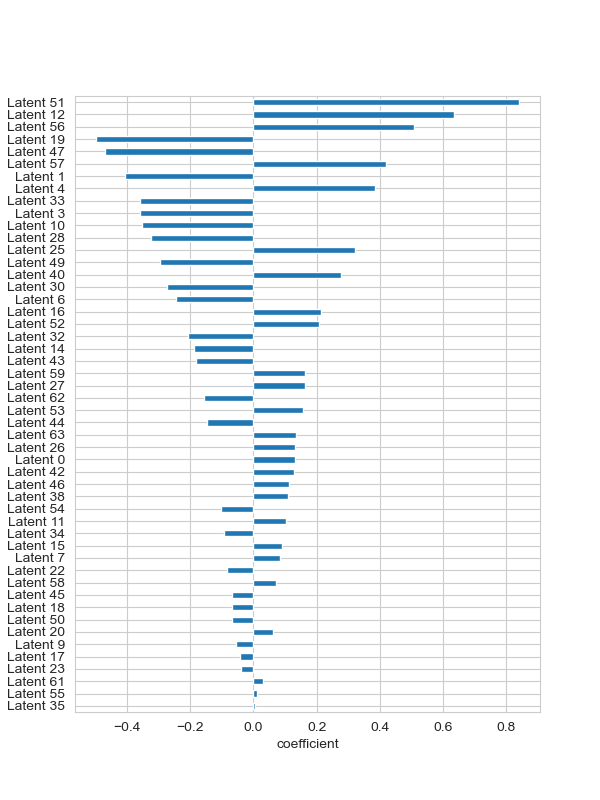 Latent 51
Latent 12
Latent 56
Latent 19
Latent 47
Latent 57
Latent 1
Latent 4
Latent 33
Latent 3
Latent 10
Latent 28
Latent 25
Latent 49
Latent 40
Latent 30
Latent 6
Latent 16
Latent 52
Latent 32
Latent 14
Latent 43
Latent 59
Latent 27
Latent 62
Latent 53
Latent 44
Latent 63
Latent 26
Latent 0
Latent 42
Latent 46
Latent 38
Latent 54
Latent 11
Latent 34
Latent 15
Latent 7
Latent 22
Latent 58
Latent 45
Latent 18
Latent 50
Latent 20
Latent 9
Latent 17
Latent 23
Latent 61
Latent 55
Latent 35
−0.4 −0.2 0.0 0.2 0.4 0.6 0.8
coefficient